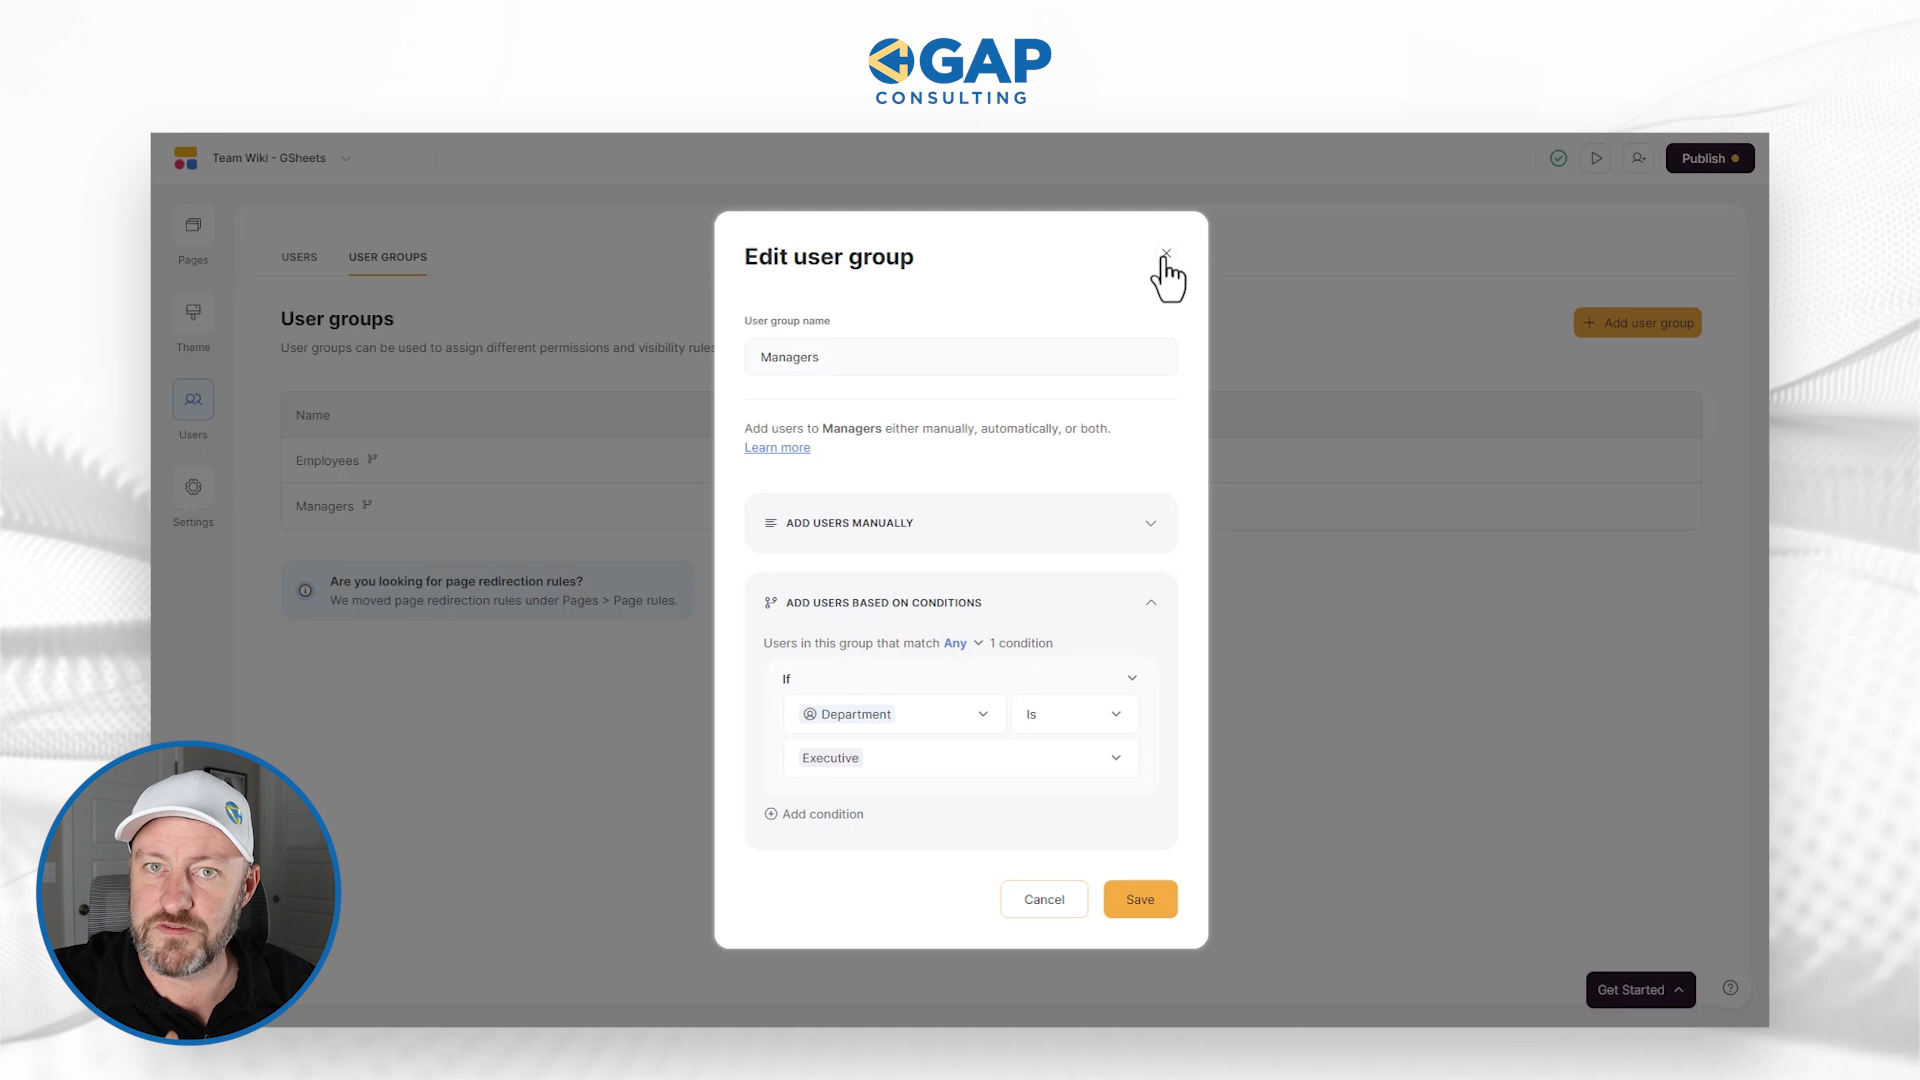 GAP
CONSULTING
Team Wiki - GSheets
Publish
Pages
Theme
Users
Settings
USERS
USER GROUPS
User groups
User groups can be used to assign different permissions and visibility rules
Add user group
Name
Employees
Managers
Are you looking for page redirection rules?
We moved page redirection rules under Pages > Page rules.
Edit user group
User group name
Managers
Add users to Managers either manually, automatically, or both.
Learn more
ADD USERS MANUALLY
ADD USERS BASED ON CONDITIONS
Users in this group that match Any 1 condition
If
Department
Is
Executive
Add condition
Cancel
Save
Get Started